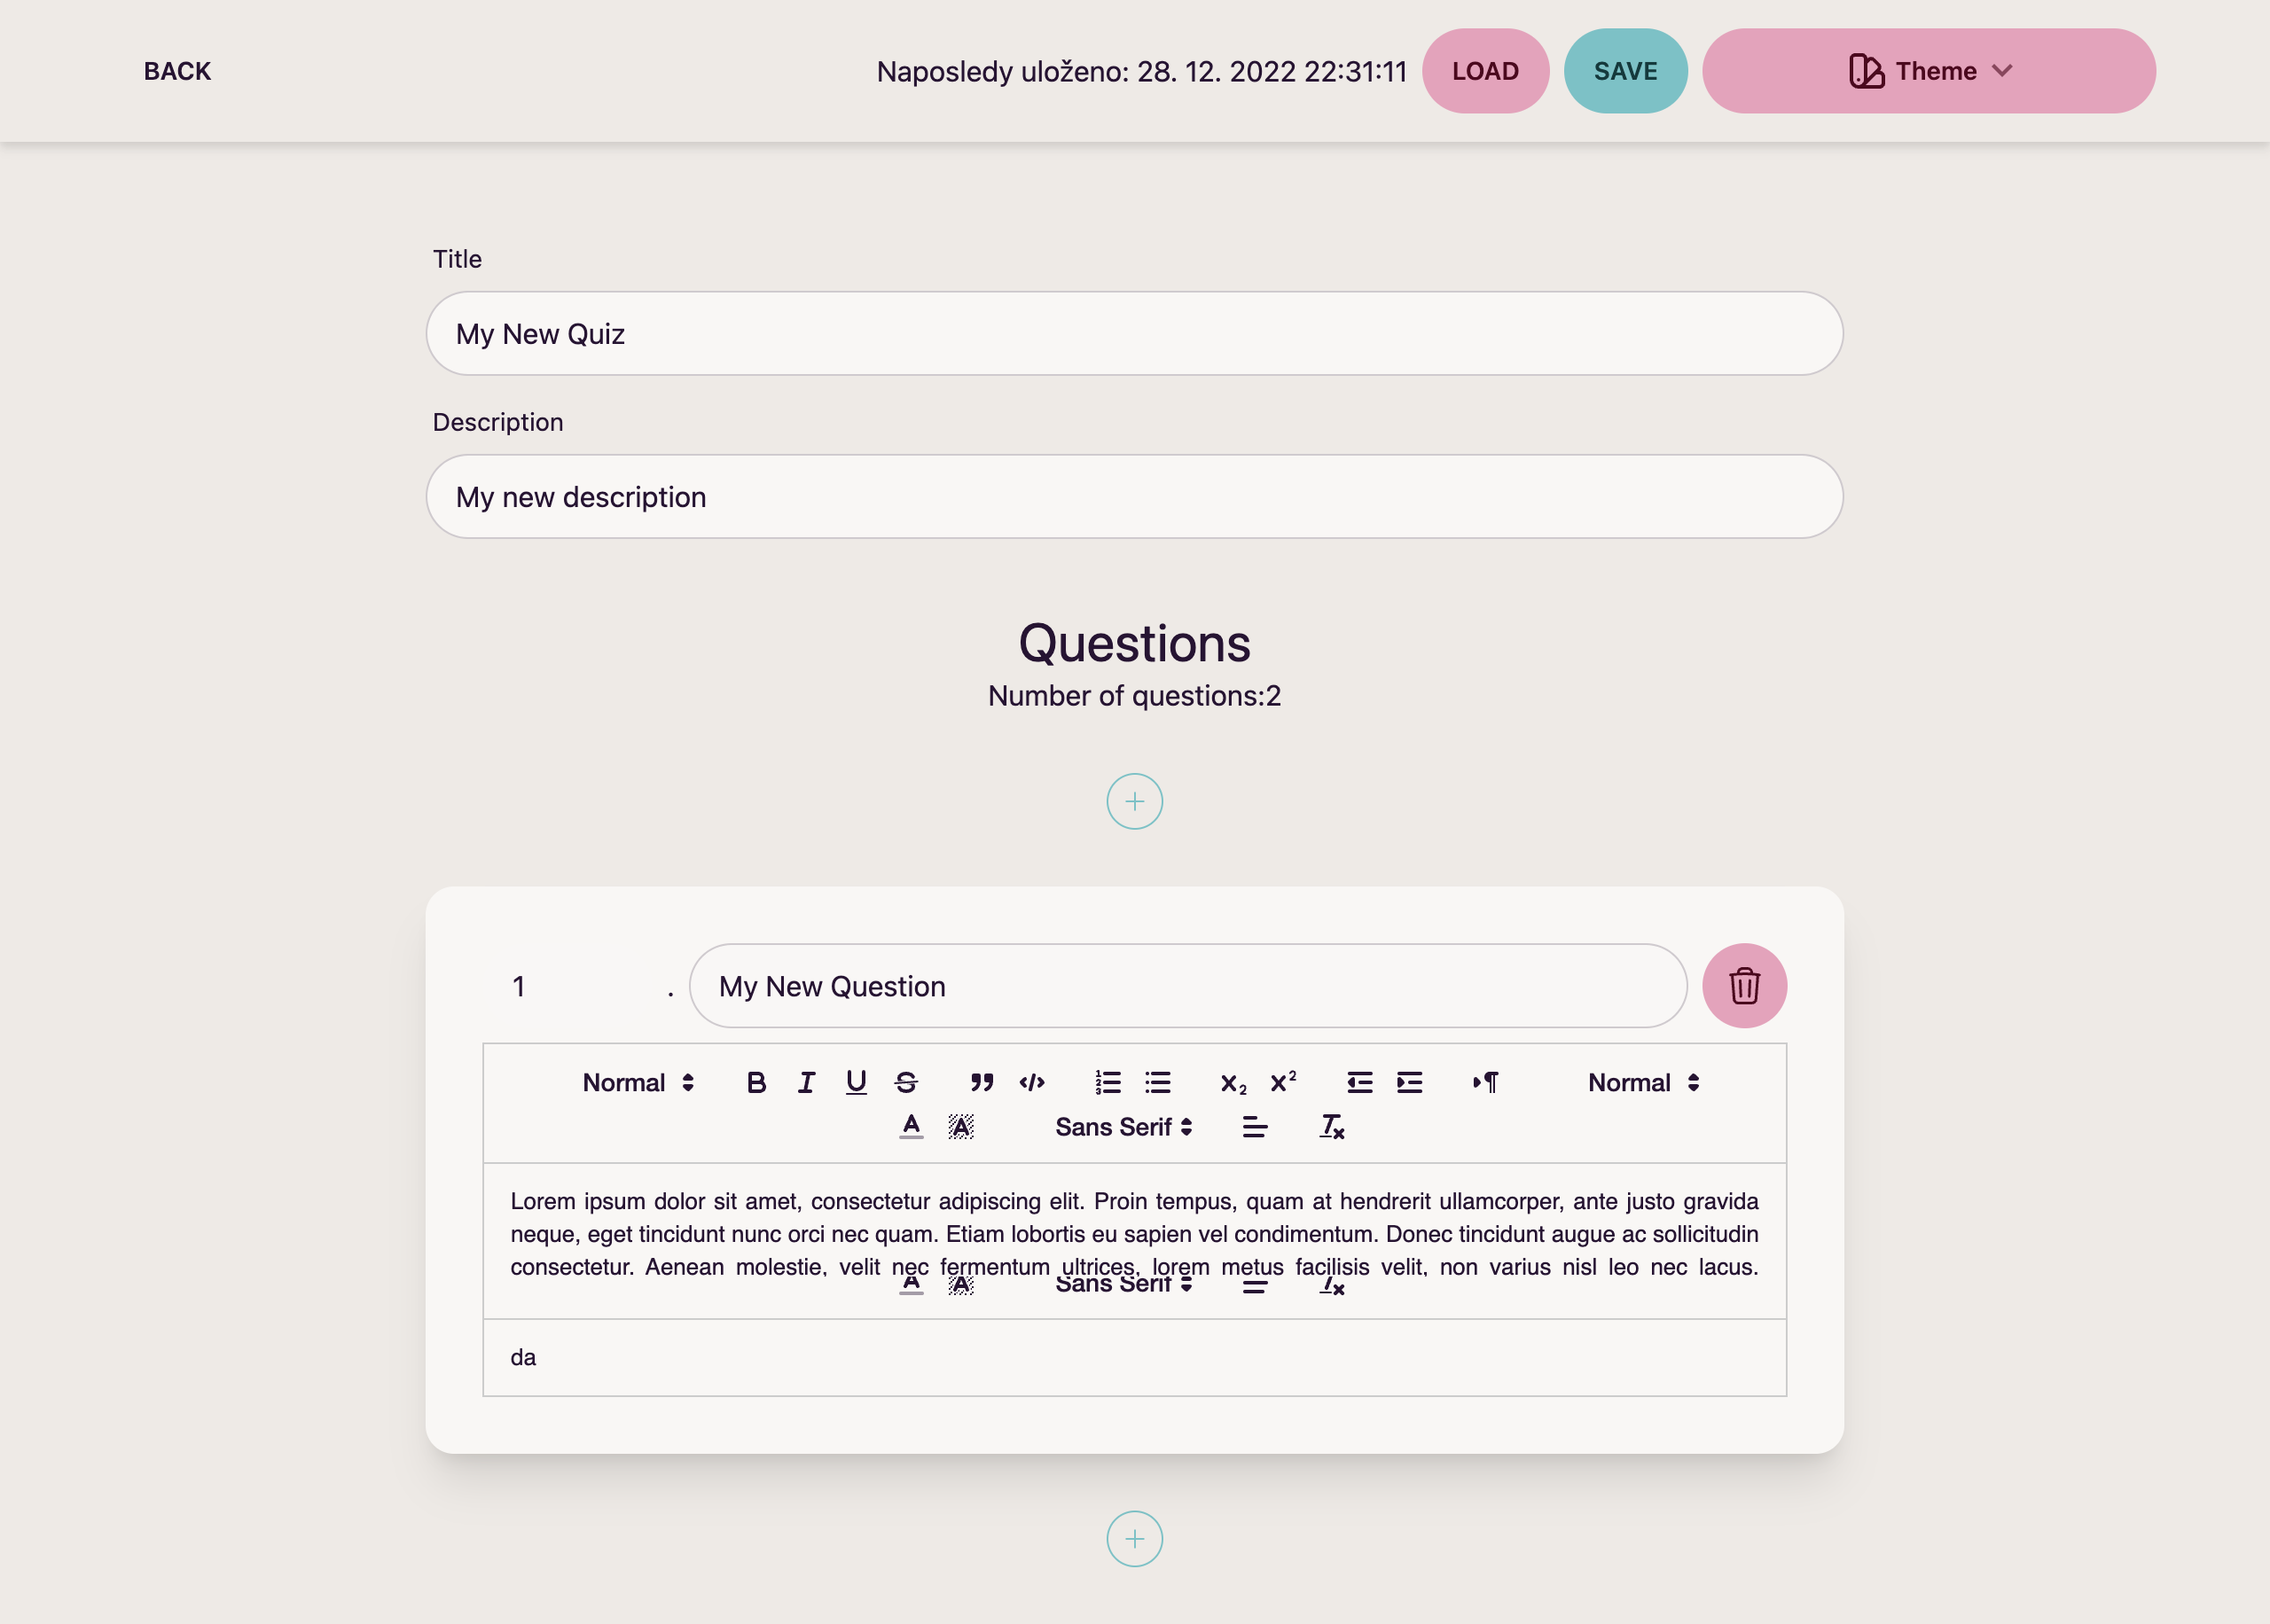 BACK
Naposledy uloženo: 28. 12. 2022 22:31:11
LOAD
SAVE
Theme
Title
My New Quiz
Description
My new description
Questions
Number of questions:2
1 .
My New Question
Normal
Normal
Sans Serif
Lorem ipsum dolor sit amet, consectetur adipiscing elit. Proin tempus, quam at hendrerit ullamcorper, ante justo gravida
neque, eget tincidunt nunc orci nec quam. Etiam lobortis eu sapien vel condimentum. Donec tincidunt augue ac sollicitudin
consectetur. Aenean molestie, velit nec fermentum ultrices, lorem metus facilisis velit, non varius nisl leo nec lacus.
Sans Serif
da